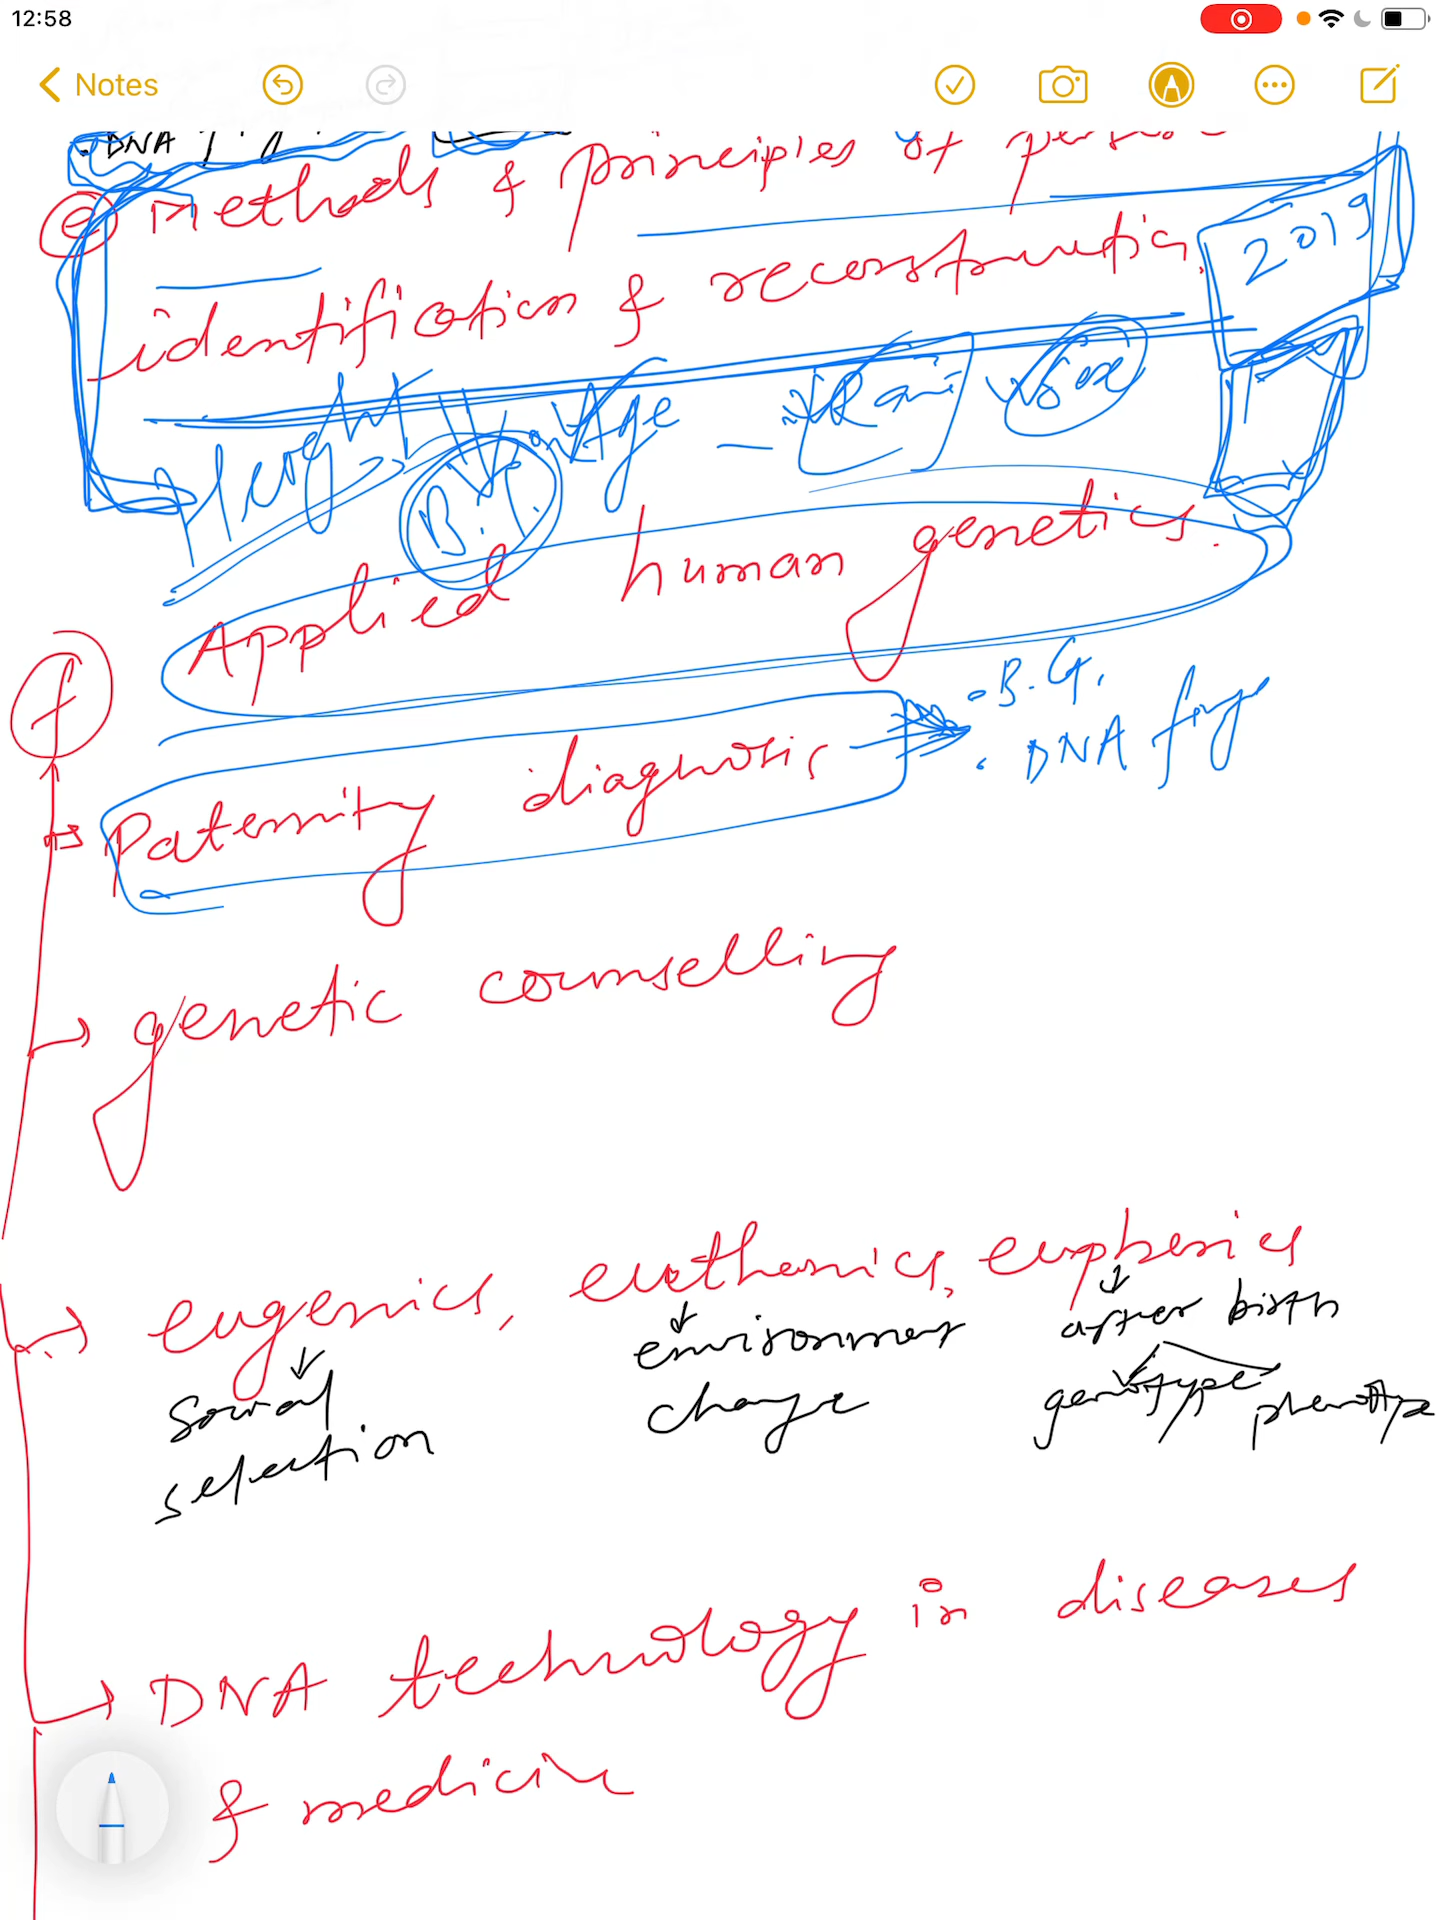 12:58
Notes
. DNA
(e) Methods & principles of
identification & reconstruction.
2019
Height Age - Sex
B.
Applied human genetics.
(f)
. B.G.
. DNA fing
→ Paternity diagnosis
→ genetic counselling
→ eugenics, euthenics, euphenics
↓ social selection
↓ environment change
↓ after birth
genotype phenotype
→ DNA technology in diseases
& medicine